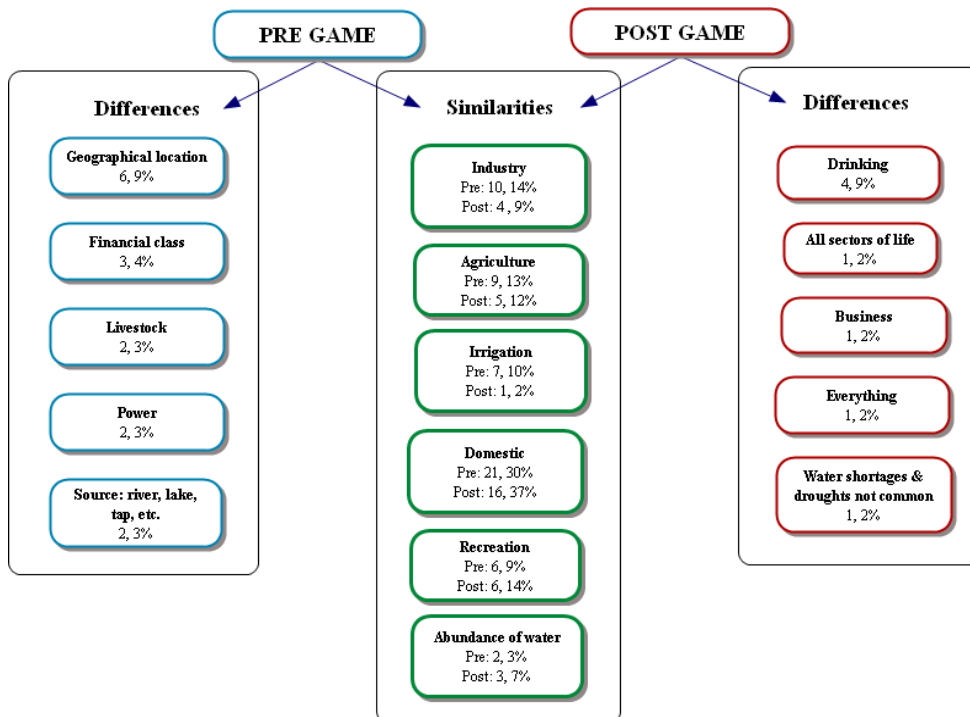 PRE GAME
POST GAME
Differences
Geographical location
6, 9%
Financial class
3, 4%
Livestock
2, 3%
Power
2, 3%
Source: river, lake,
tap, etc.
2, 3%
Similarities
Industry
Pre: 10, 14%
Post: 4, 9%
Agriculture
Pre: 9, 13%
Post: 5, 12%
Irrigation
Pre: 7, 10%
Post: 1, 2%
Domestic
Pre: 21, 30%
Post: 16, 37%
Recreation
Pre: 6, 9%
Post: 6, 14%
Abundance of water
Pre: 2, 3%
Post: 3, 7%
Differences
Drinking
4, 9%
All sectors of life
1, 2%
Business
1, 2%
Everything
1, 2%
Water shortages &
droughts not common
1, 2%